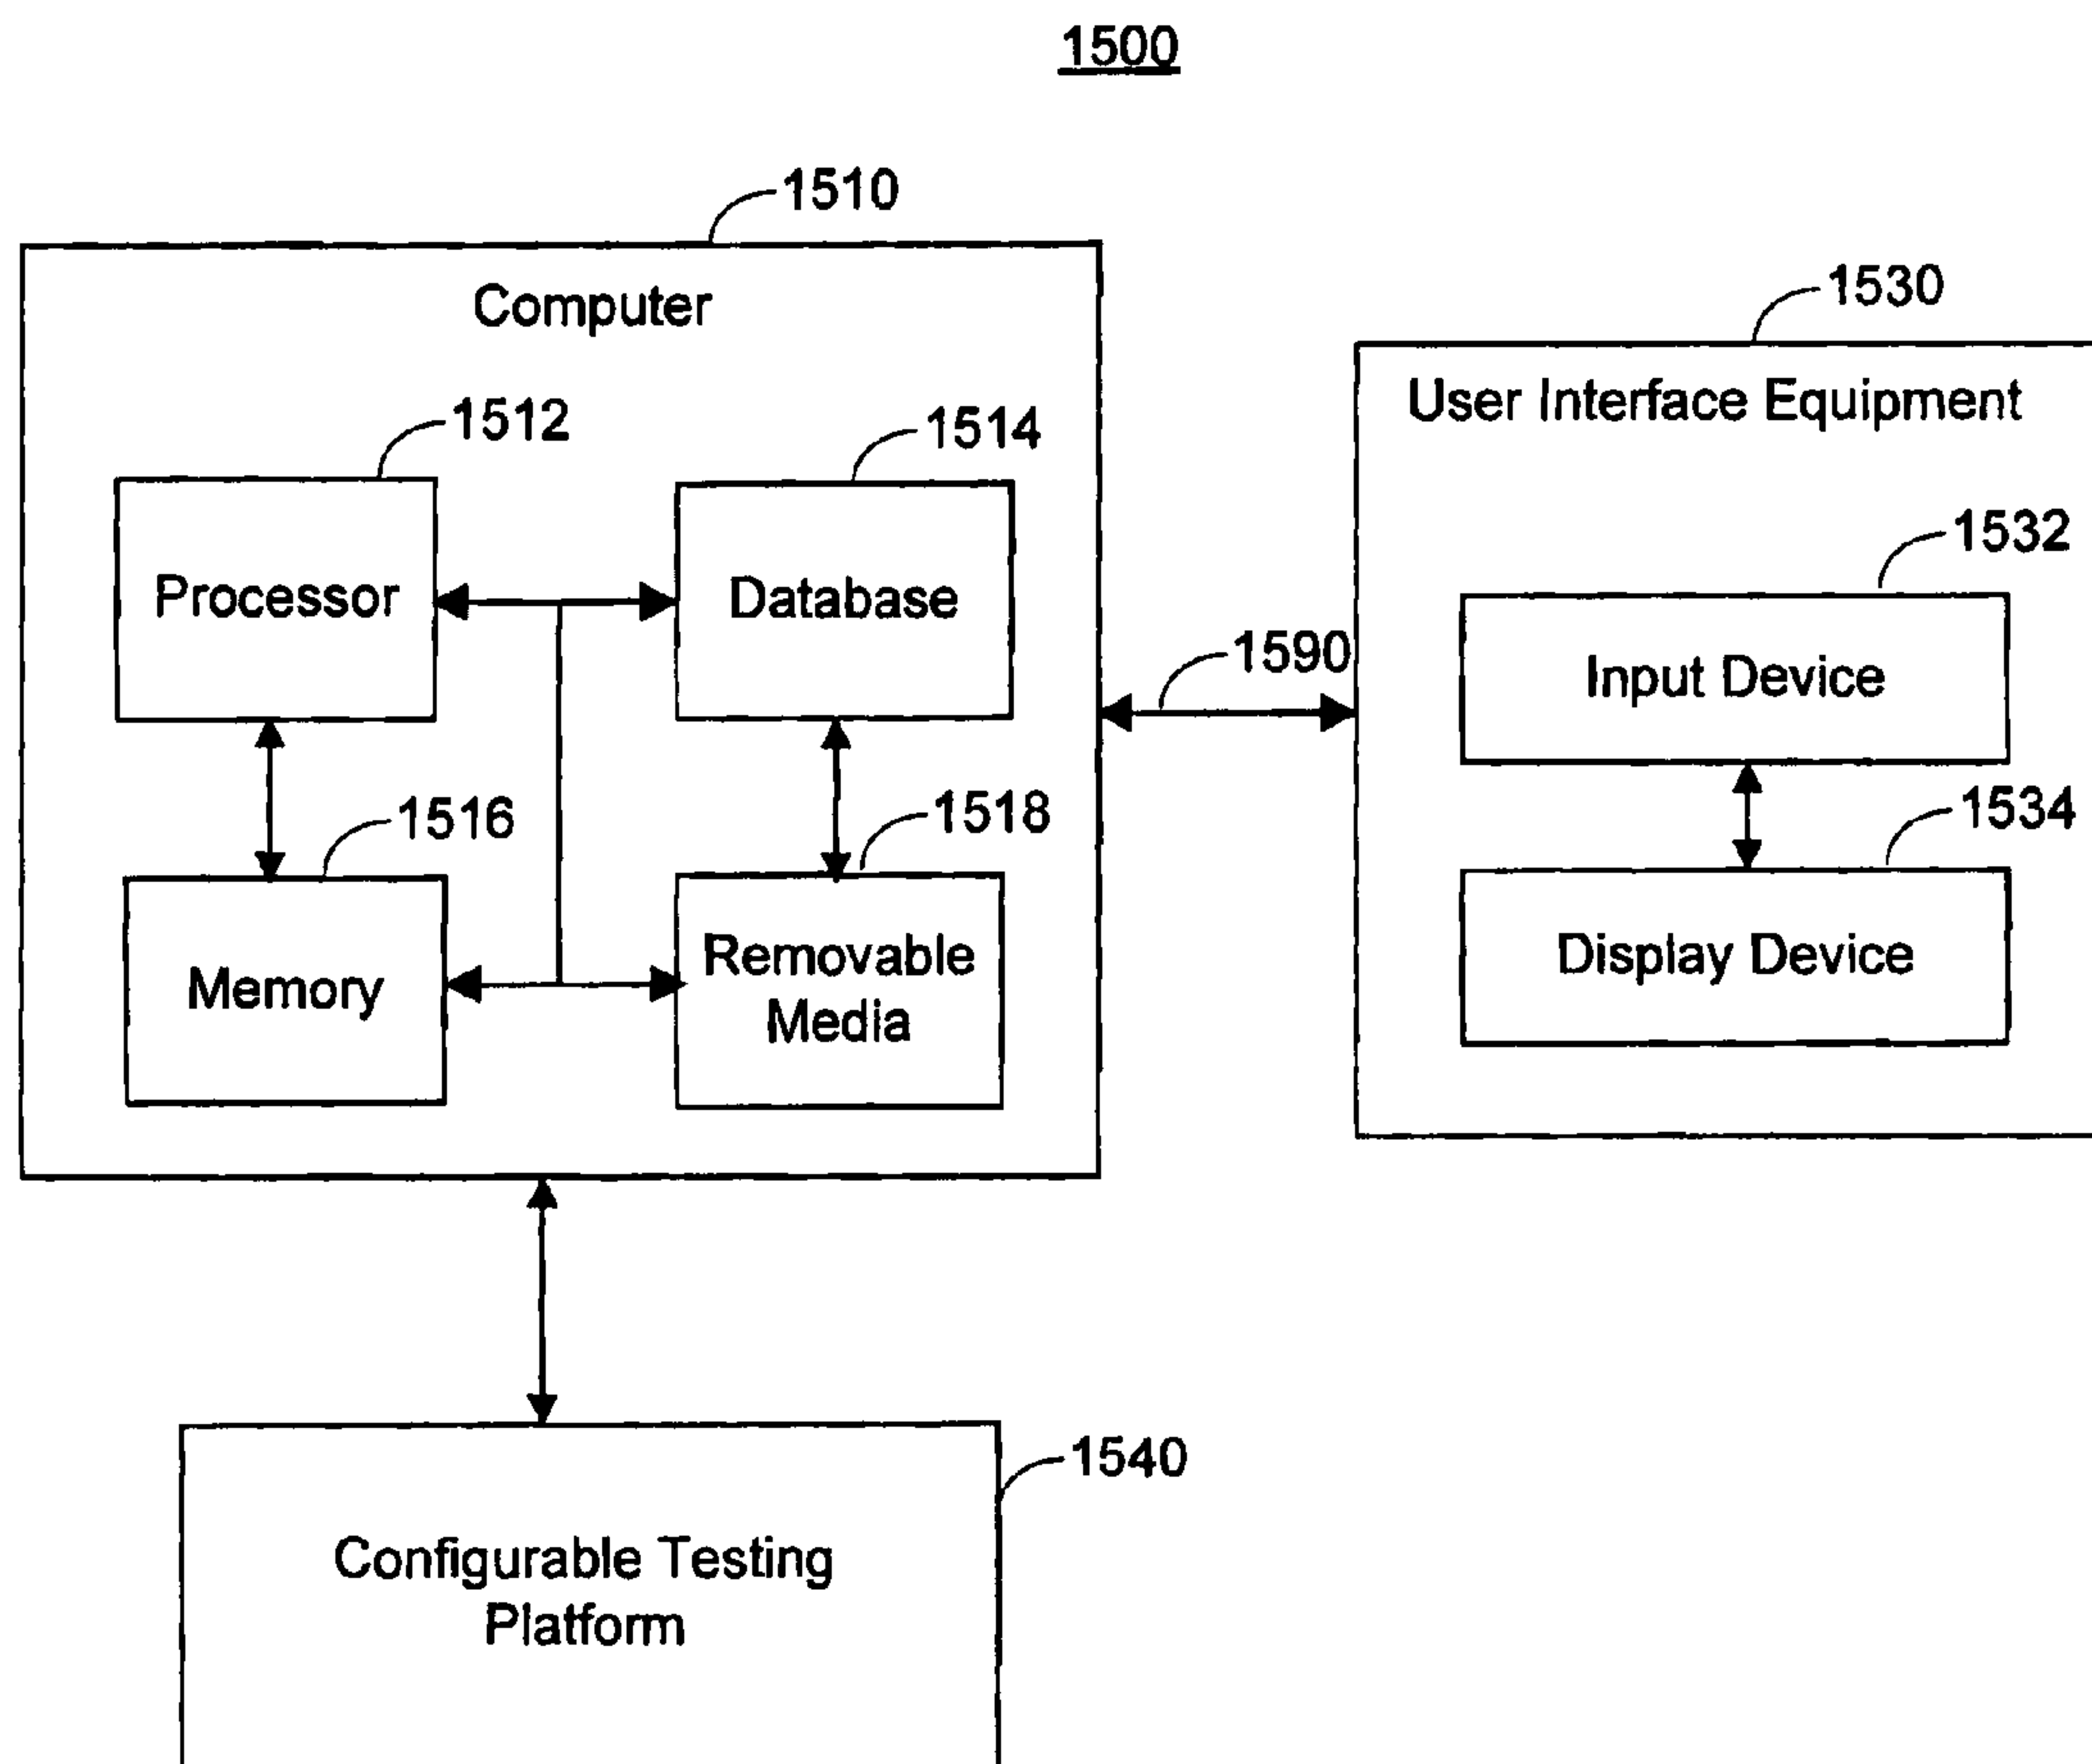 1500
1510
Computer
1530
User Interface Equipment
1512
1514
1532
Processor
Database
1590
Input Device
1516
1518
1534
Memory
Removable
Media
Display Device
1540
Configurable Testing
Platform